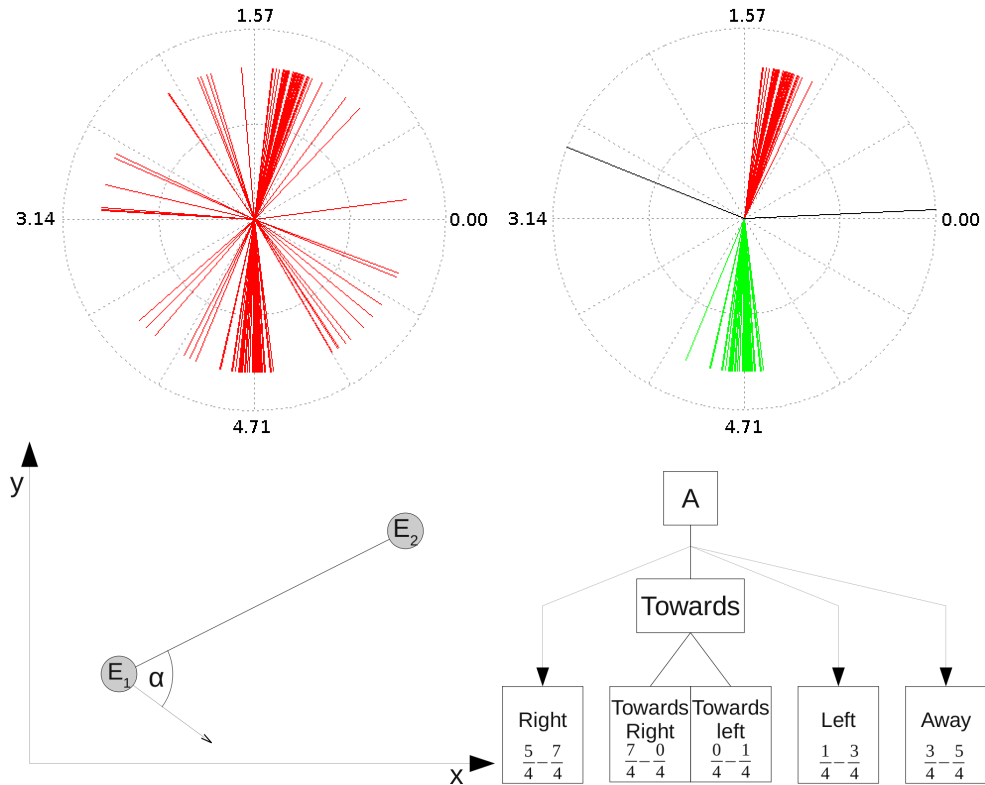 1.57
3.14
0.00
4.71
1.57
3.14
0.00
4.71
y
x
E1
E2
α
A
Towards
Right
5/4 – 7/4
Towards
Right
7/4 – 0/4
Towards
left
0/4 – 1/4
Left
1/4 – 3/4
Away
3/4 – 5/4